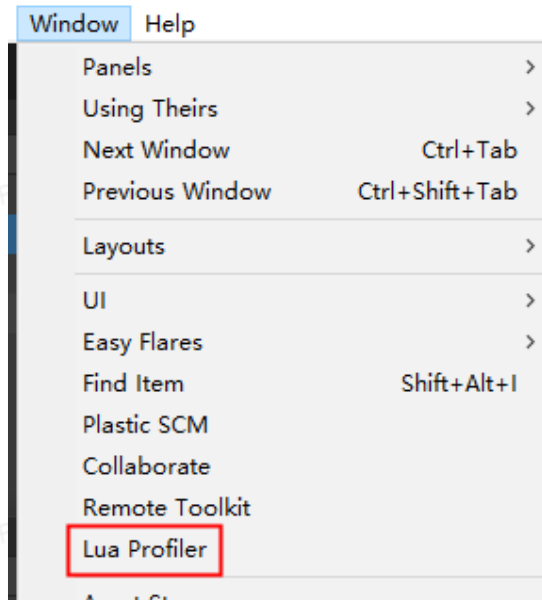 Window Help
Panels
Using Theirs
Next Window Ctrl+Tab
Previous Window Ctrl+Shift+Tab
Layouts
UI
Easy Flares
Find Item Shift+Alt+I
Plastic SCM
Collaborate
Remote Toolkit
Lua Profiler